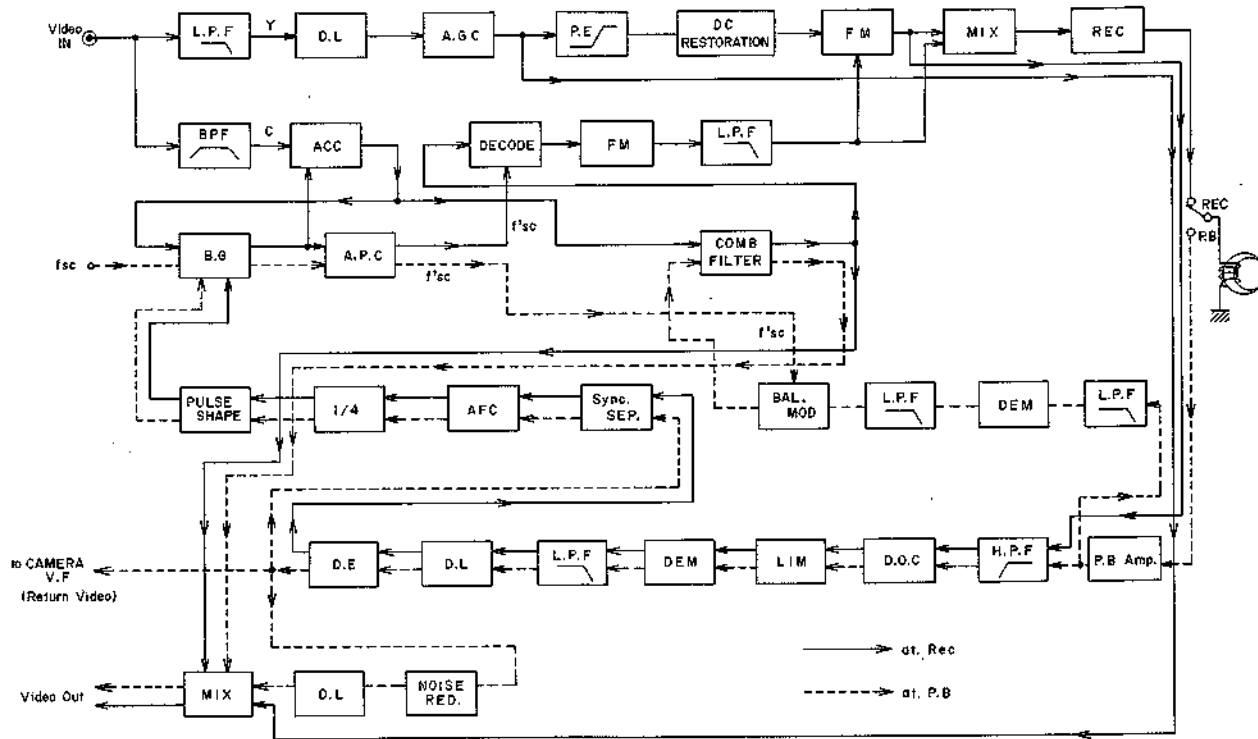 Video
IN
L.P.F
Y
D.L
A.G.C
P.E
DC
RESTORATION
FM
MIX
REC
BPF
C
ACC
DECODE
FM
L.P.F
REC
P.B
fsc
B.G
A.P.C
f'sc
f'sc
COMB
FILTER
f'sc
PULSE
SHAPE
1/4
AFC
Sync.
SEP.
BAL.
MOD
L.P.F
DEM
L.P.F
to CAMERA
V.F
(Return Video)
D.E
D.L
L.P.F
DEM
LIM
D.O.C
H.P.F
P.B Amp.
at. Rec
Video Out
MIX
D.L
NOISE
RED.
at. P.B